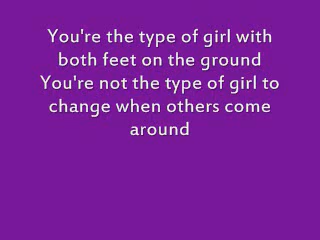 You're the type of girl with
both feet on the ground
You're not the type of girl to
change when others come
around